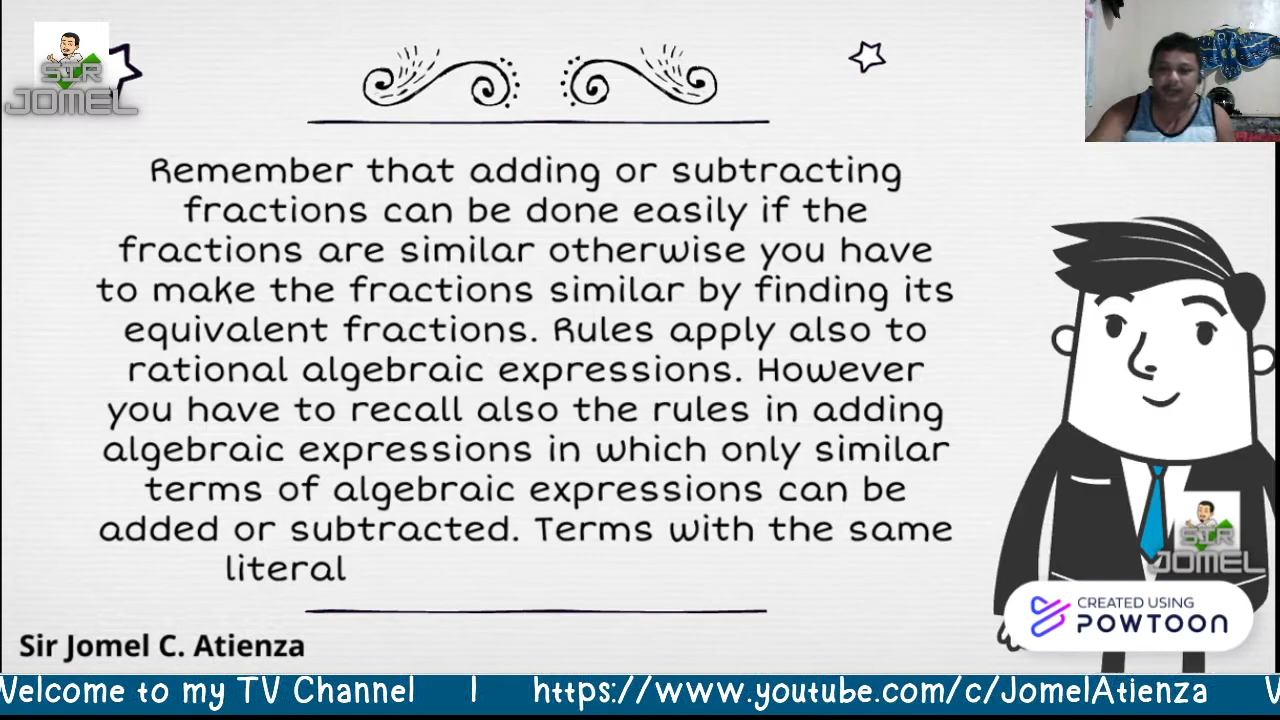 SIR
JOMEL
Remember that adding or subtracting
fractions can be done easily if the
fractions are similar otherwise you have
to make the fractions similar by finding its
equivalent fractions. Rules apply also to
rational algebraic expressions. However
you have to recall also the rules in adding
algebraic expressions in which only similar
terms of algebraic expressions can be
added or subtracted. Terms with the same
literal
SIR
JOMEL
CREATED USING
POWTOON
Sir Jomel C. Atienza
Welcome to my TV Channel | https://www.youtube.com/c/JomelAtienza